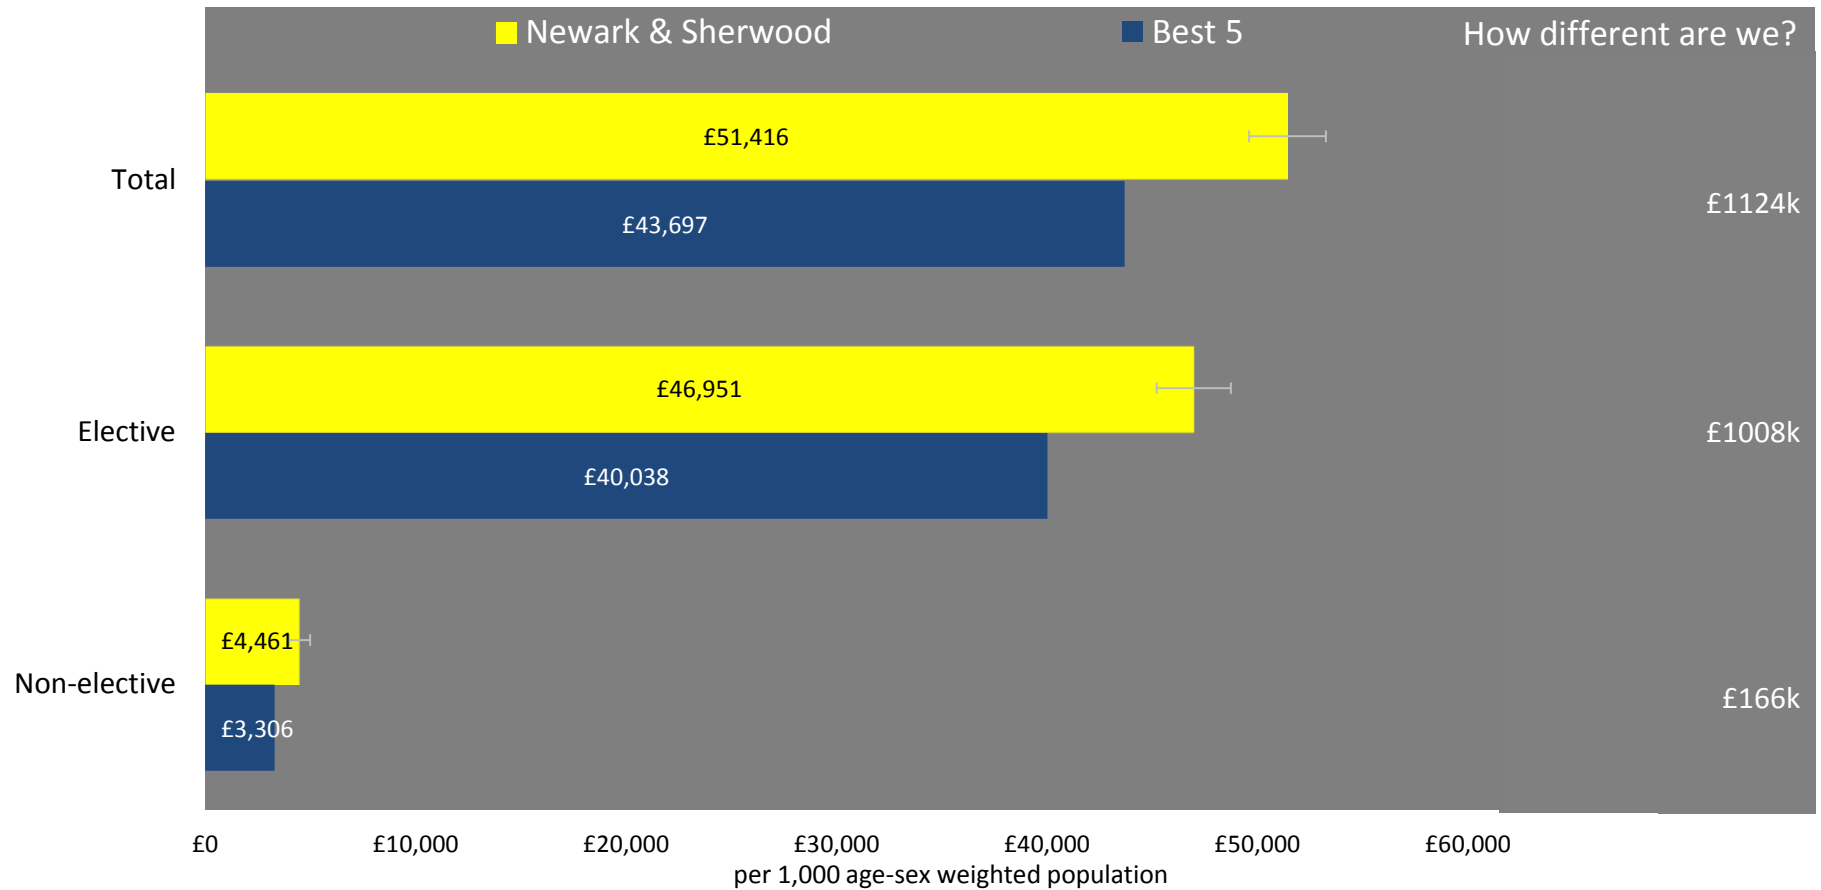 Newark & Sherwood Best 5 How different are we?
Total
£51,416
£43,697
£1124k
Elective
£46,951
£40,038
£1008k
Non-elective
£4,461
£3,306
£166k
£0 £10,000 £20,000 £30,000 £40,000 £50,000 £60,000
per 1,000 age-sex weighted population